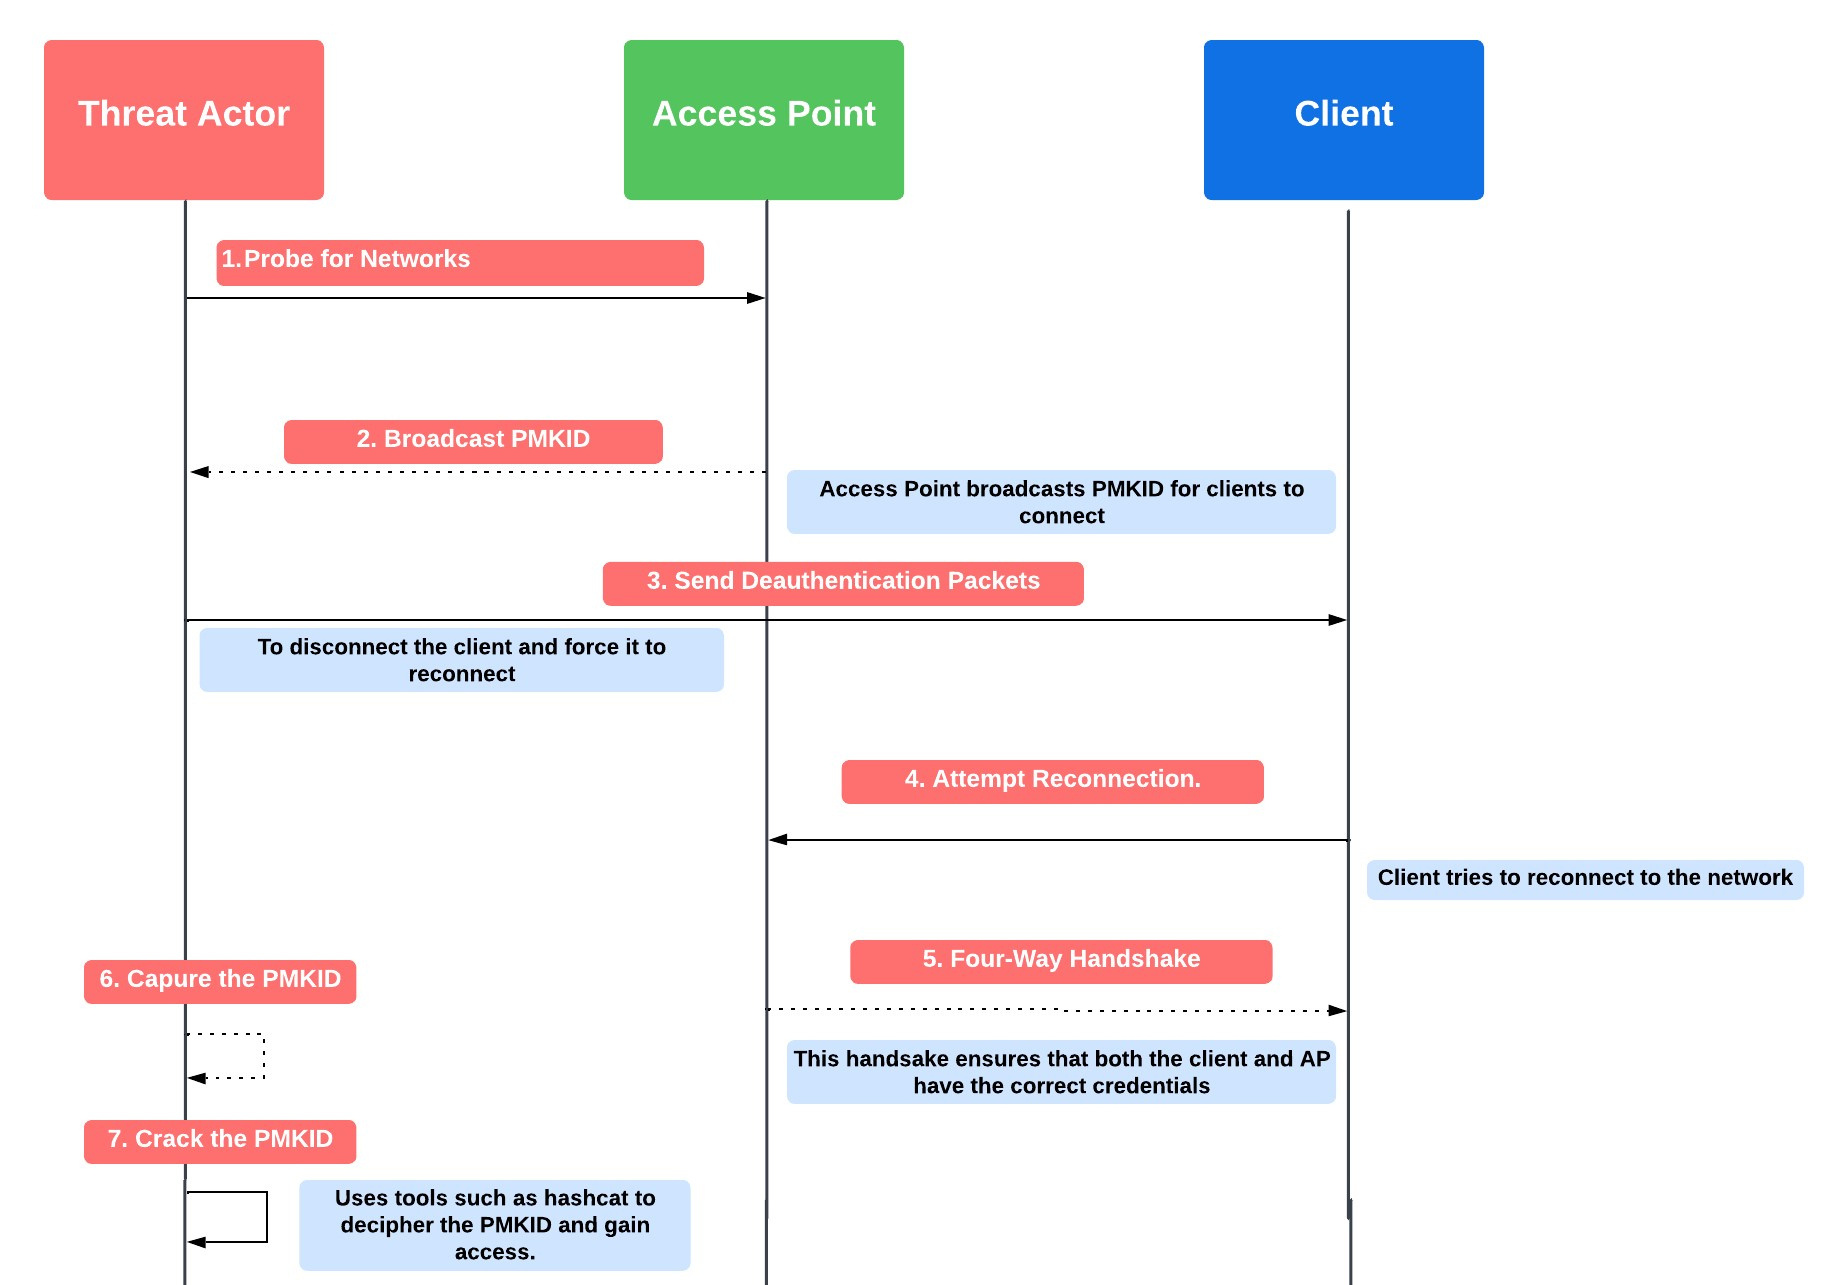 Threat Actor
Access Point
Client
1.Probe for Networks
2. Broadcast PMKID
Access Point broadcasts PMKID for clients to
connect
3. Send Deauthentication Packets
To disconnect the client and force it to
reconnect
4. Attempt Reconnection.
Client tries to reconnect to the network
5. Four-Way Handshake
6. Capure the PMKID
This handsake ensures that both the client and AP
have the correct credentials
7. Crack the PMKID
Uses tools such as hashcat to
decipher the PMKID and gain
access.